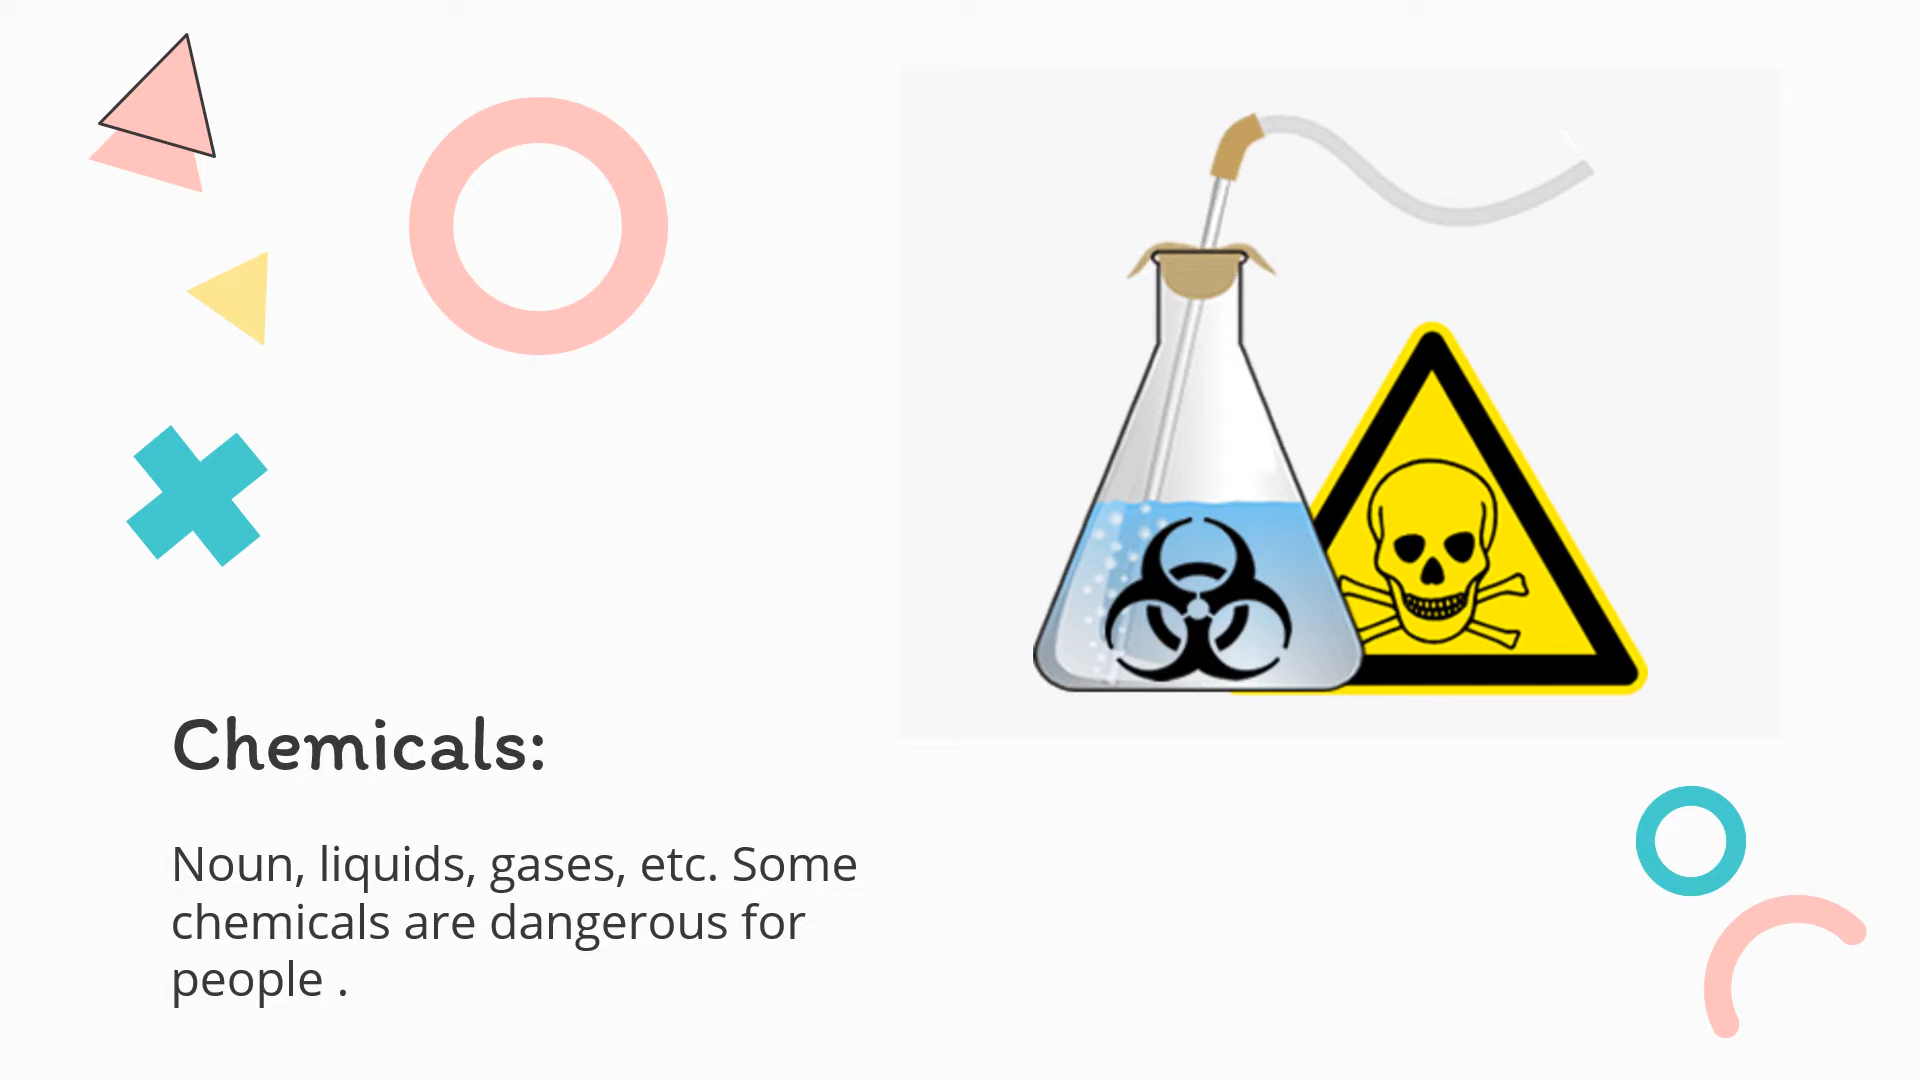 Chemicals:
Noun, liquids, gases, etc. Some
chemicals are dangerous for
people .